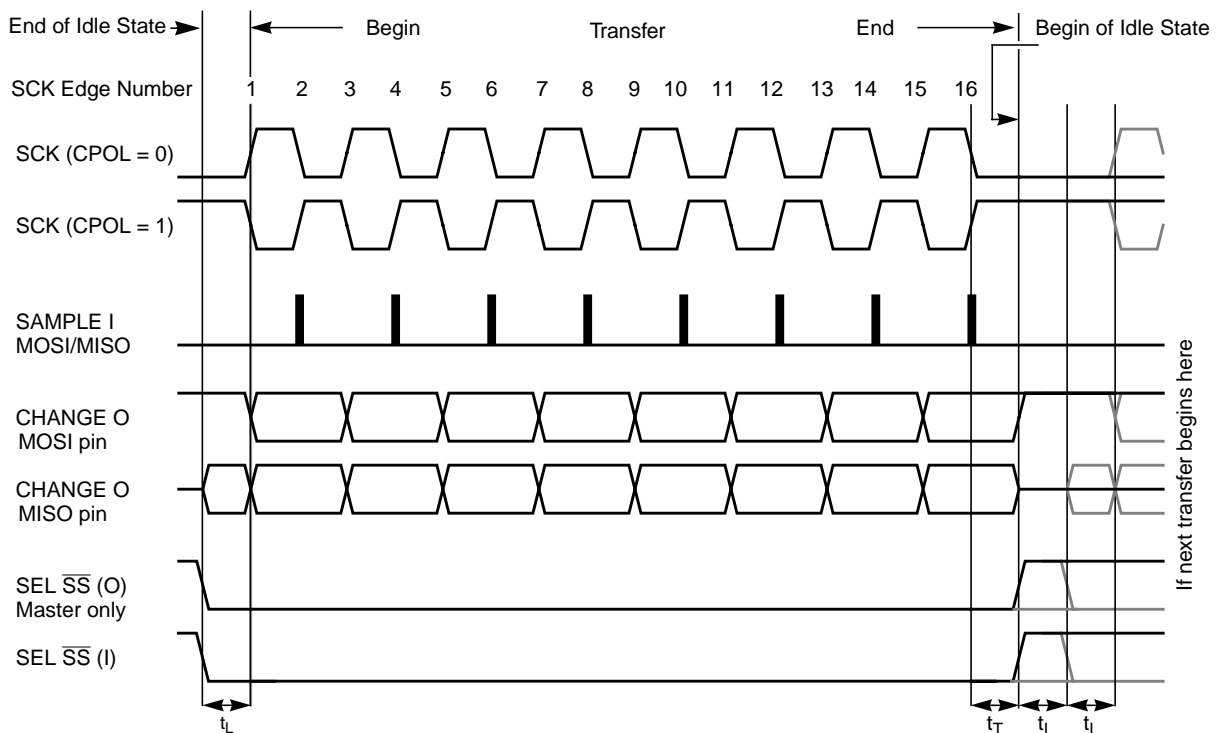 End of Idle State
Begin
Transfer
End
Begin of Idle State
SCK Edge Number
1 2 3 4 5 6 7 8 9 10 11 12 13 14 15 16
SCK (CPOL = 0)
SCK (CPOL = 1)
SAMPLE I
MOSI/MISO
CHANGE O
MOSI pin
CHANGE O
MISO pin
SEL S̅S̅ (O)
Master only
SEL S̅S̅ (I)
tL
tT
tI
tL
If next transfer begins here